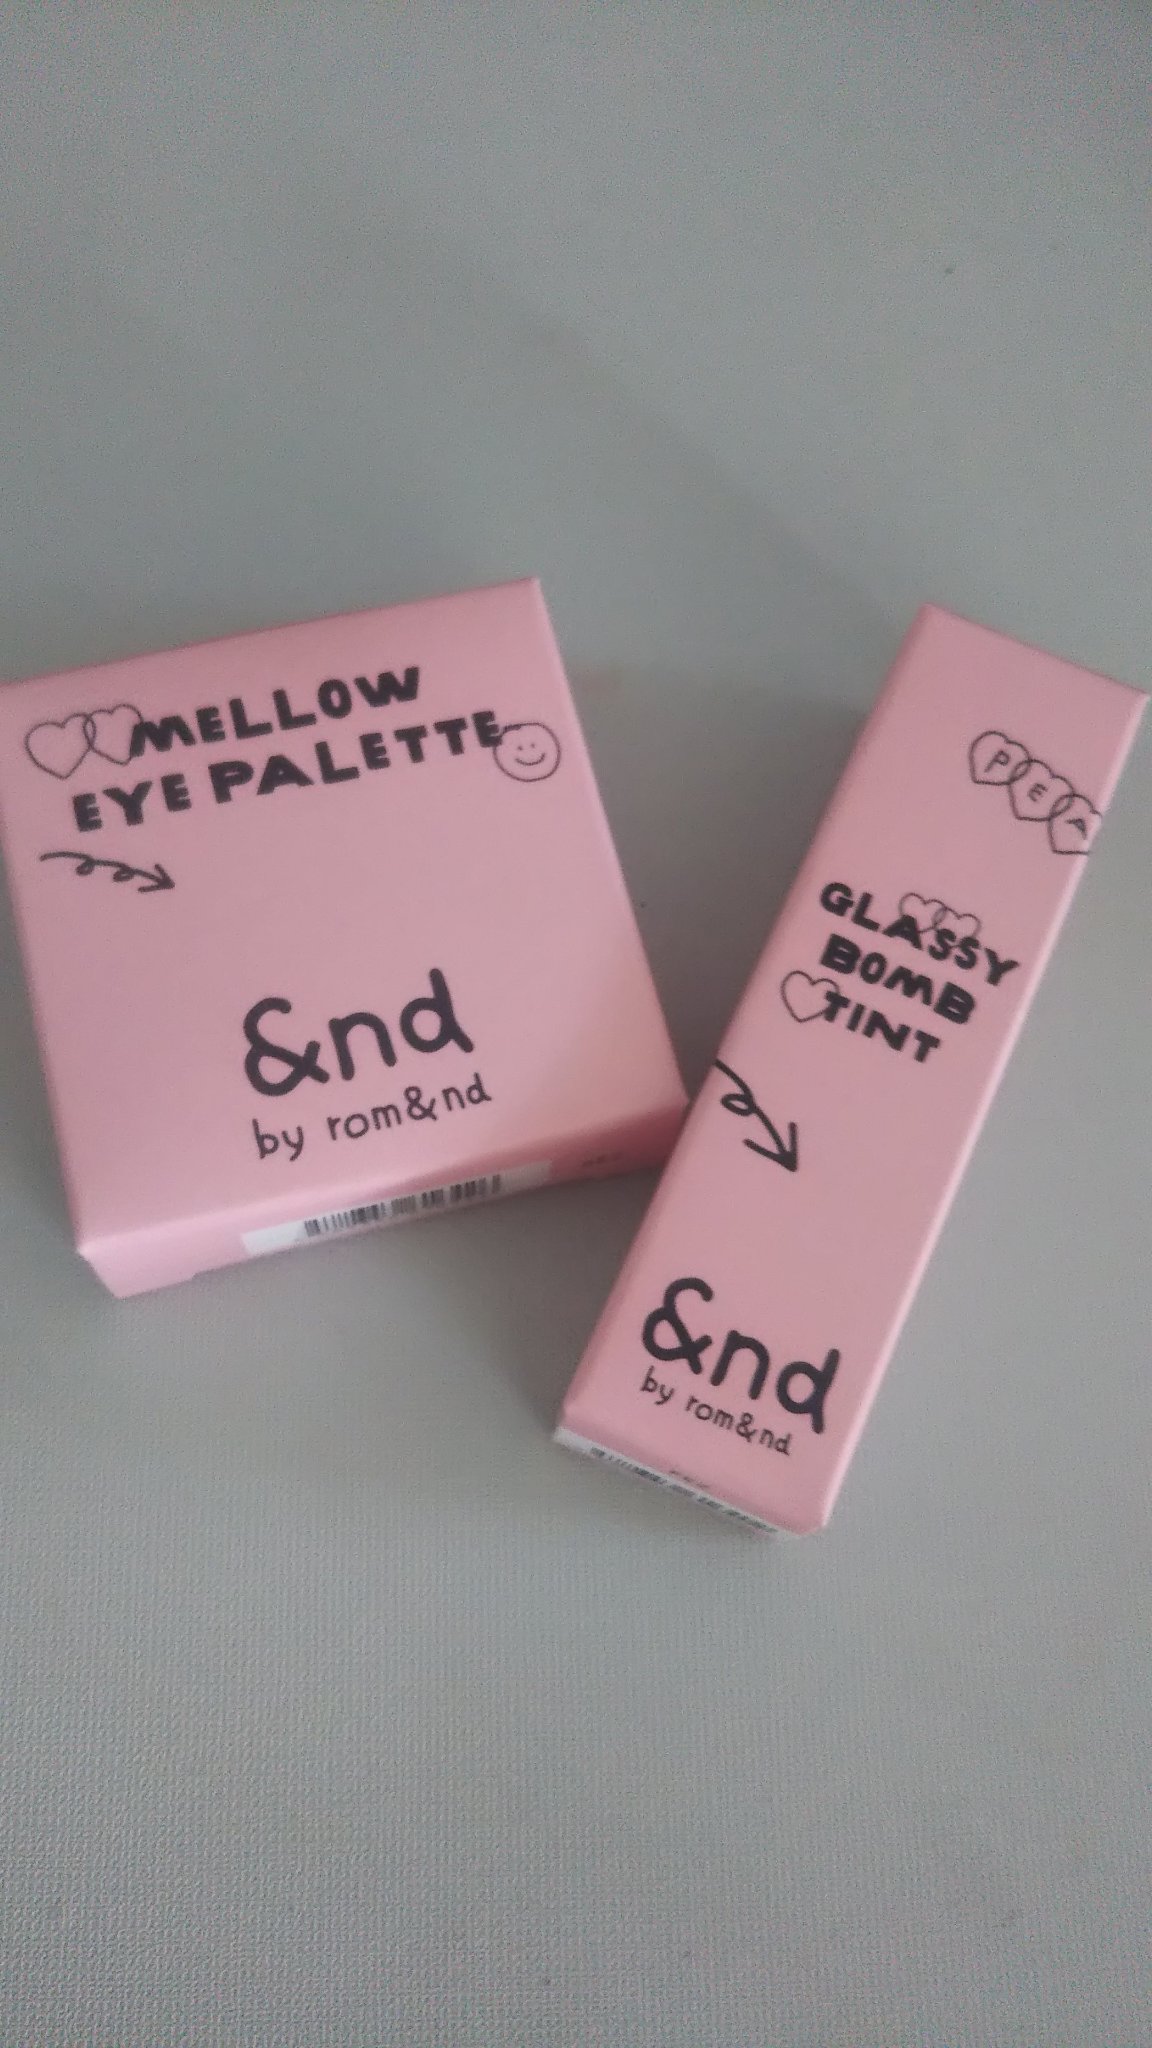 MELLOW
EYE PALETTE
&nd
by rom&nd
PEA
GLASSY
BOMB
TINT
&nd
by rom&nd